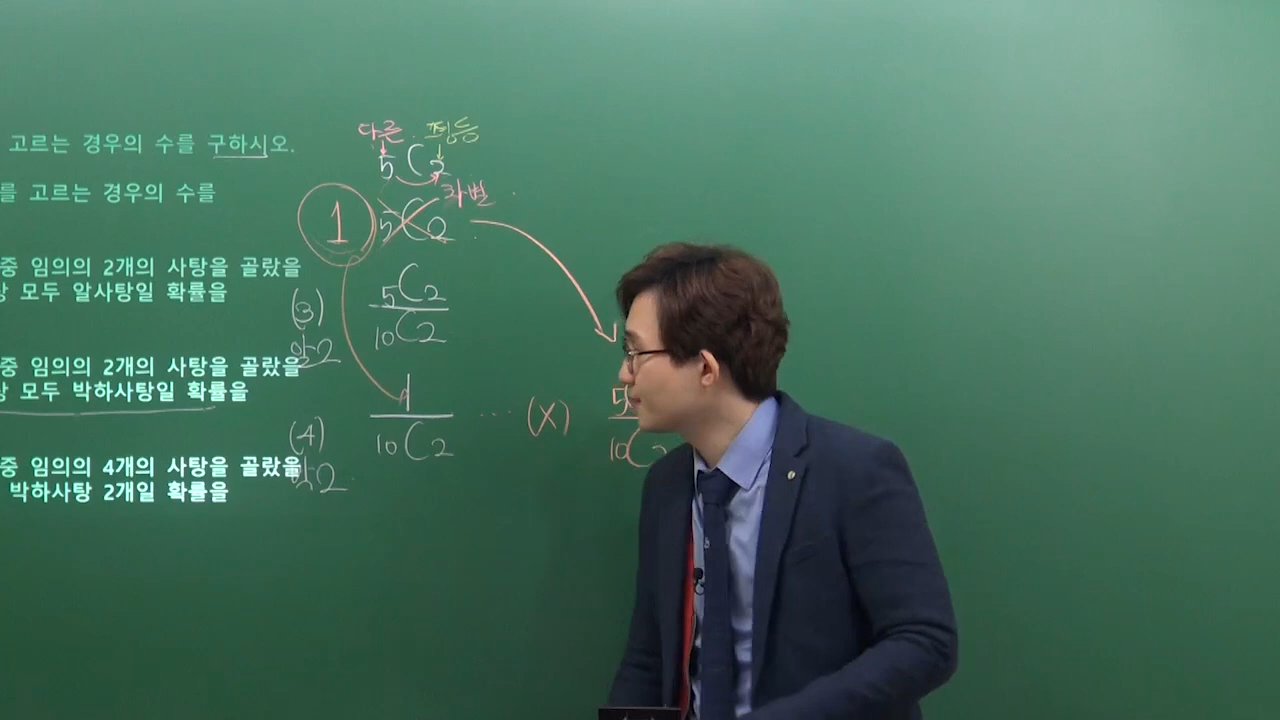 고르는 경우의 수를 구하시오.
를 고르는 경우의 수를
중 임의의 2개의 사탕을 골랐을
모두 알사탕일 확률을
중 임의의 2개의 사탕을 골랐을
모두 박하사탕일 확률을
중 임의의 4개의 사탕을 골랐을
박하사탕 2개일 확률을
다른 . 평등
5C2
차별
1 5C2
(3) 5C2
10C2
(4) 1
10C2 … (X) 5
10C2